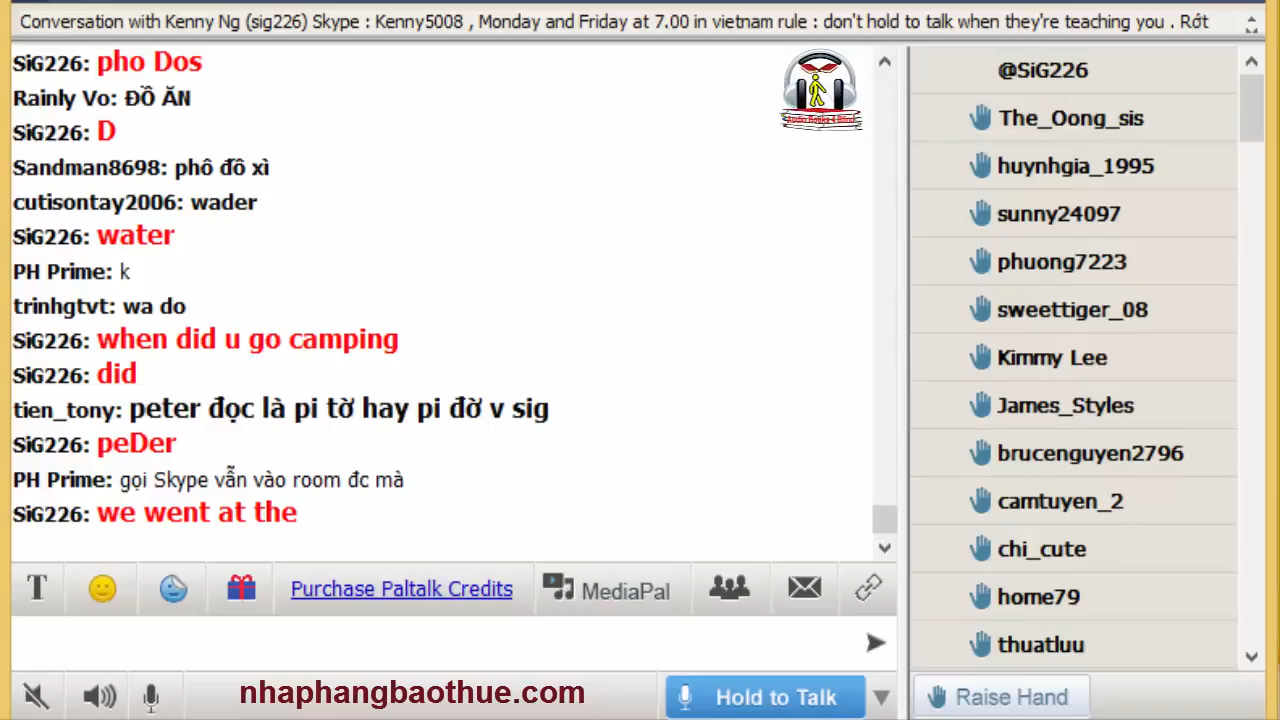 Conversation with Kenny Ng (sig226) Skype : Kenny5008 , Monday and Friday at 7.00 in vietnam rule : don't hold to talk when they're teaching you . Rớt
SiG226: pho Dos
Rainly Vo: ĐỒ ĂN
SiG226: D
Sandman8698: phô đồ xì
cutisontay2006: wader
SiG226: water
PH Prime: k
trinhgtvt: wa do
SiG226: when did u go camping
SiG226: did
tien_tony: peter đọc là pi tờ hay pi đờ v sig
SiG226: peDer
PH Prime: gọi Skype vẫn vào room đc mà
SiG226: we went at the
@SiG226
The_Oong_sis
huynhgia_1995
sunny24097
phuong7223
sweettiger_08
Kimmy Lee
James_Styles
brucenguyen2796
camtuyen_2
chi_cute
home79
thuatluu
T
Purchase Paltalk Credits
MediaPal
nhaphangbaothue.com
Hold to Talk
Raise Hand